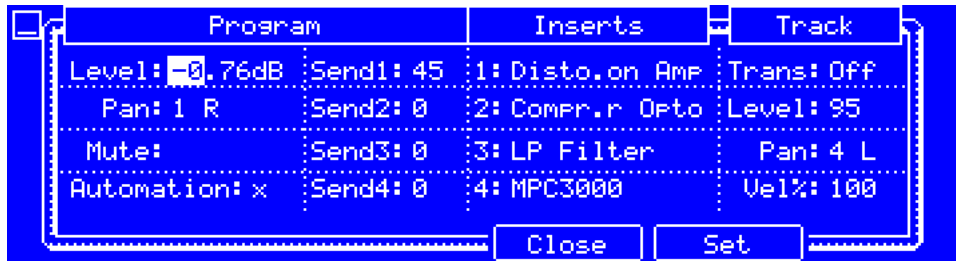 Program Inserts Track
Level: -0.76dB Send1: 45 1: Disto.on Amp Trans: Off
Pan: 1 R Send2: 0 2: Compr.r Opto Level: 95
Mute: Send3: 0 3: LP Filter Pan: 4 L
Automation: x Send4: 0 4: MPC3000 Vel%: 100
Close Set